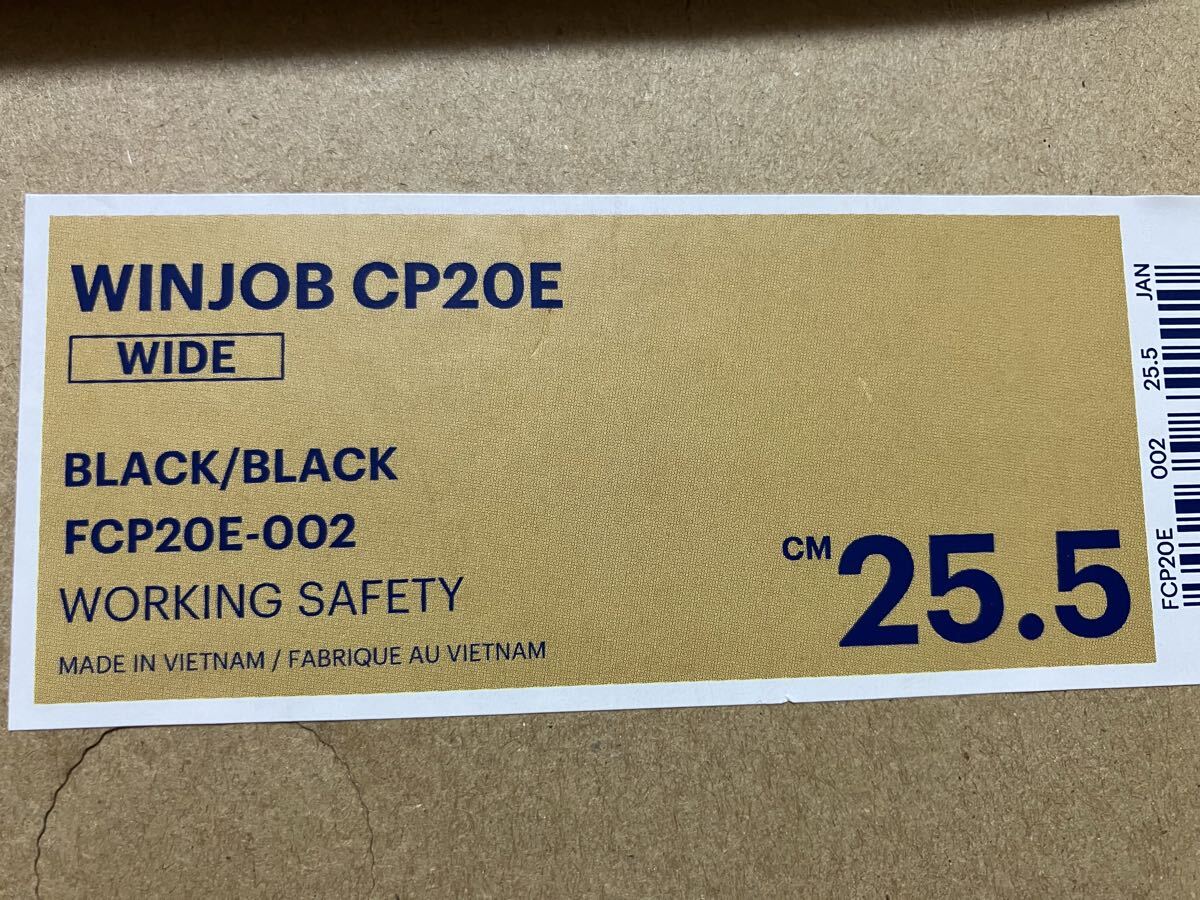 WINJOB CP20E
WIDE
BLACK/BLACK
FCP20E-002
WORKING SAFETY
MADE IN VIETNAM / FABRIQUE AU VIETNAM
CM 25.5
FCP20E 002 25.5 JAN